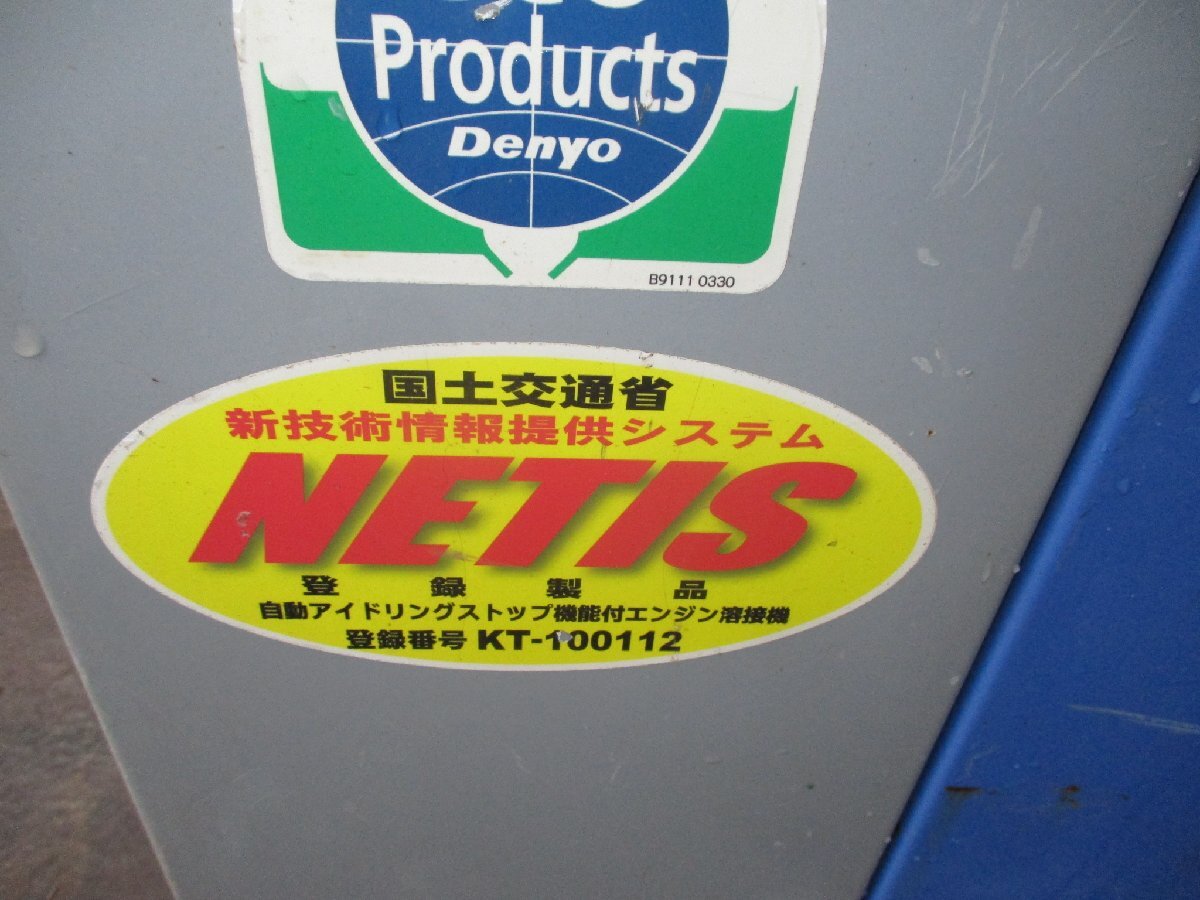 Products
Denyo
B9111 0330
国土交通省
新技術情報提供システム
NETIS
登録製品
自動アイドリングストップ機能付エンジン溶接機
登録番号 KT-100112